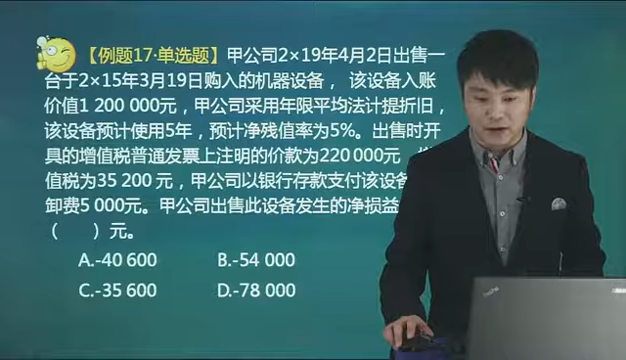 【例题17·单选题】甲公司2×19年4月2日出售一
台于2×15年3月19日购入的机器设备， 该设备入账
价值1 200 000元，甲公司采用年限平均法计提折旧，
该设备预计使用5年，预计净残值率为5%。出售时开
具的增值税普通发票上注明的价款为220 000元
值税为35 200 元，甲公司以银行存款支付该设备
卸费5 000元。甲公司出售此设备发生的净损益
（ ）元。
A.-40 600 B.-54 000
C.-35 600 D.-78 000
ThinkPad